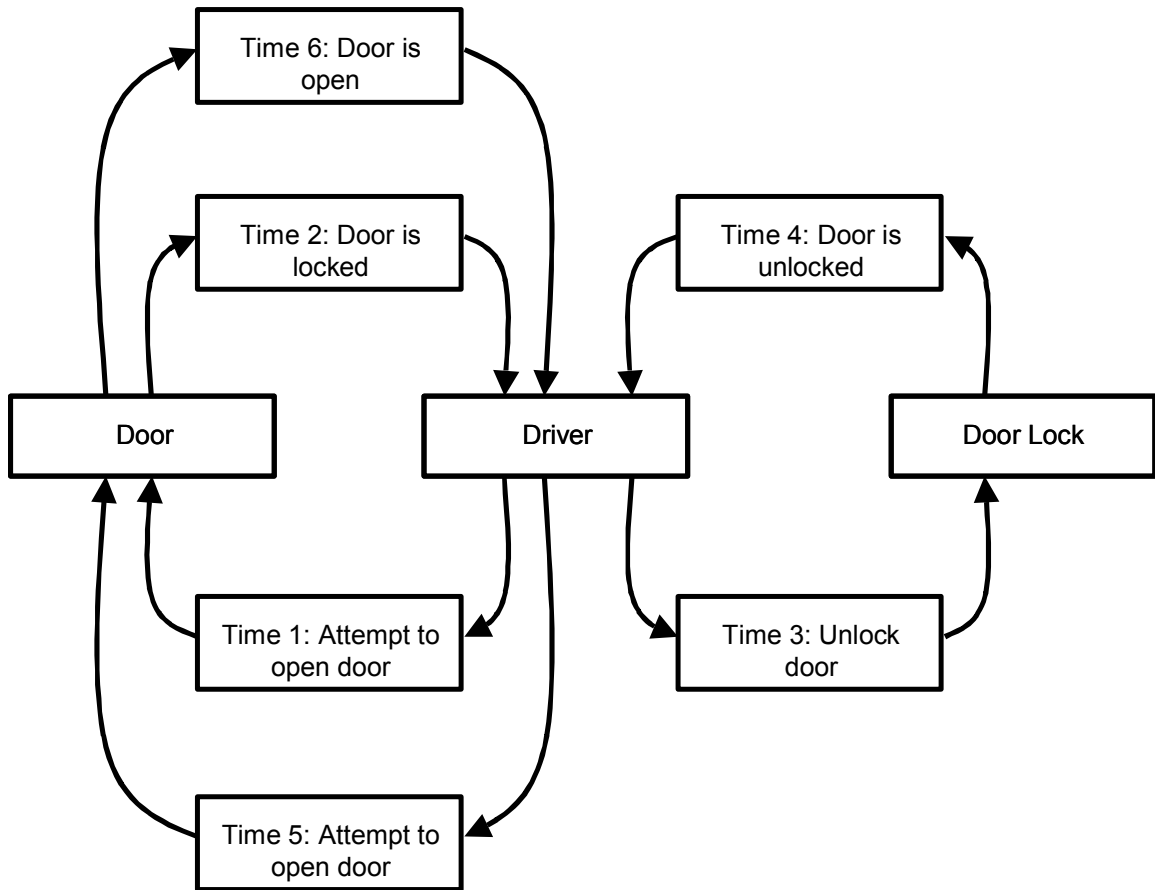 Time 6: Door is
open
Time 2: Door is
locked
Time 4: Door is
unlocked
Door
Driver
Door Lock
Time 1: Attempt to
open door
Time 3: Unlock
door
Time 5: Attempt to
open door